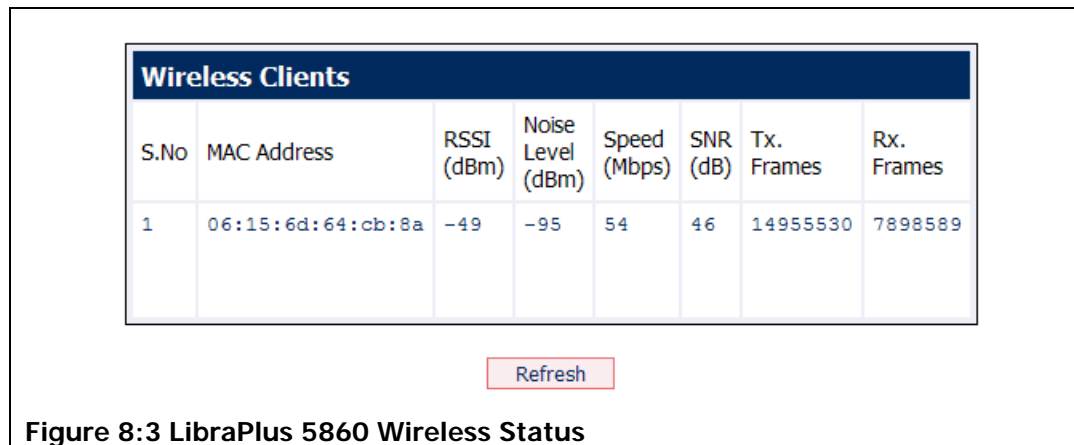 Wireless Clients
S.No MAC Address RSSI (dBm) Noise Level (dBm) Speed (Mbps) SNR (dB) Tx. Frames Rx. Frames
1 06:15:6d:64:cb:8a -49 -95 54 46 14955530 7898589
Refresh
Figure 8:3 LibraPlus 5860 Wireless Status